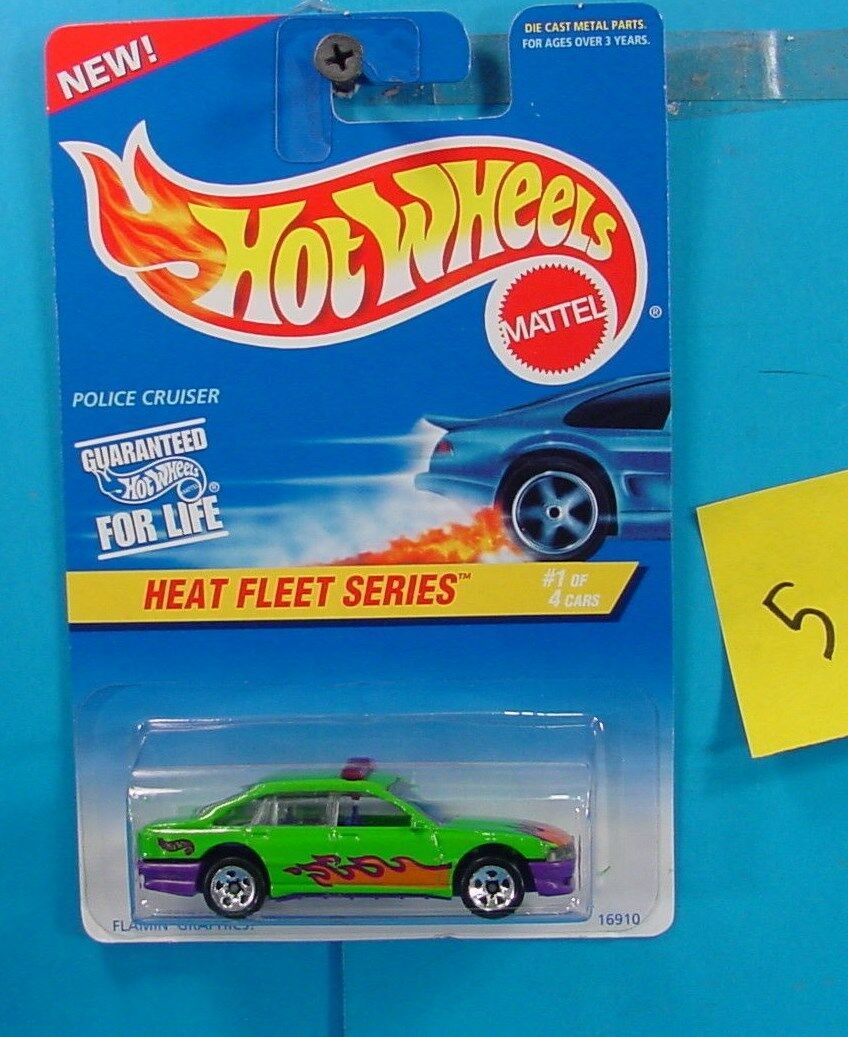 NEW!
DIE CAST METAL PARTS.
FOR AGES OVER 3 YEARS.
HOT WHEELS
MATTEL
®
POLICE CRUISER
GUARANTEED
HOT WHEELS
®
FOR LIFE
HEAT FLEET SERIES™
#1 OF
4 CARS
5
FLAMIN' GRAPHICS!
16910